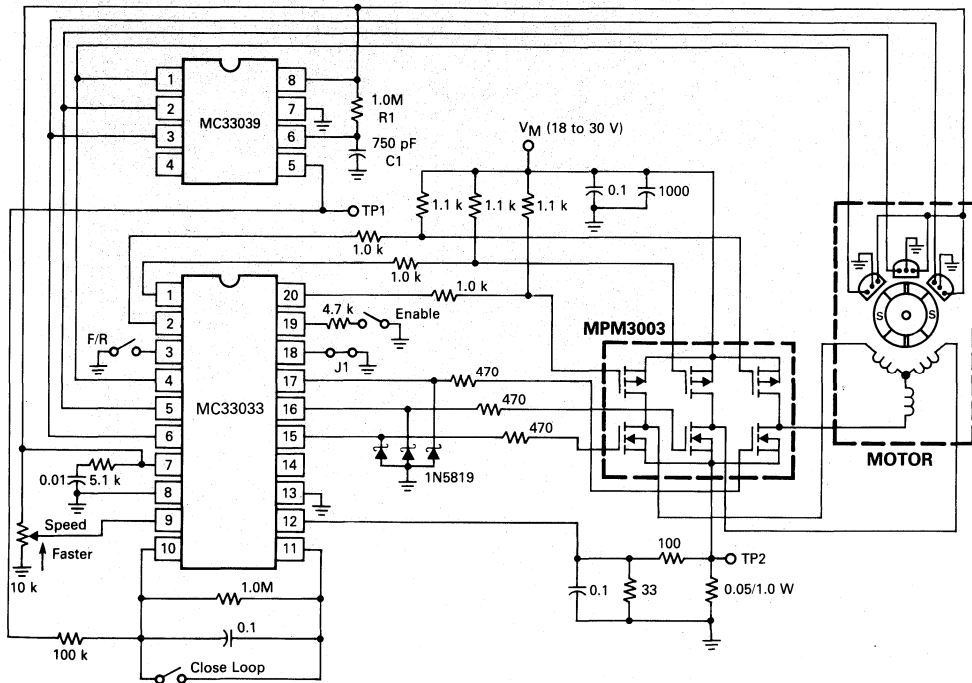 1
2
3
4
MC33039
8
7
6
5
1.0M
R1
750 pF
C1
TP1
VM (18 to 30 V)
1.1 k
1.1 k
1.1 k
0.1
1000
1.0 k
1.0 k
1.0 k
1
2
3
4
5
6
7
8
9
10
MC33033
20
19
18
17
16
15
14
13
12
11
4.7 k
Enable
J1
F/R
470
470
470
1N5819
MPM3003
S
S
MOTOR
0.01
5.1 k
Speed
Faster
10 k
100
TP2
0.1
33
0.05/1.0 W
1.0M
0.1
100 k
Close Loop